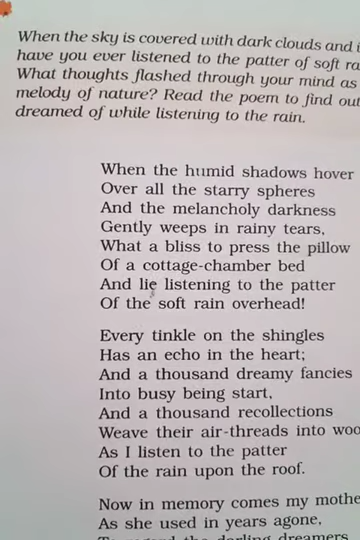 When the sky is covered with dark clouds and i
have you ever listened to the patter of soft ra
What thoughts flashed through your mind as
melody of nature? Read the poem to find out
dreamed of while listening to the rain.
When the humid shadows hover
Over all the starry spheres
And the melancholy darkness
Gently weeps in rainy tears,
What a bliss to press the pillow
Of a cottage-chamber bed
And lie listening to the patter
Of the soft rain overhead!
Every tinkle on the shingles
Has an echo in the heart;
And a thousand dreamy fancies
Into busy being start,
And a thousand recollections
Weave their air-threads into woo
As I listen to the patter
Of the rain upon the roof.
Now in memory comes my mothe
As she used in years agone,
To regard the darling dreamers